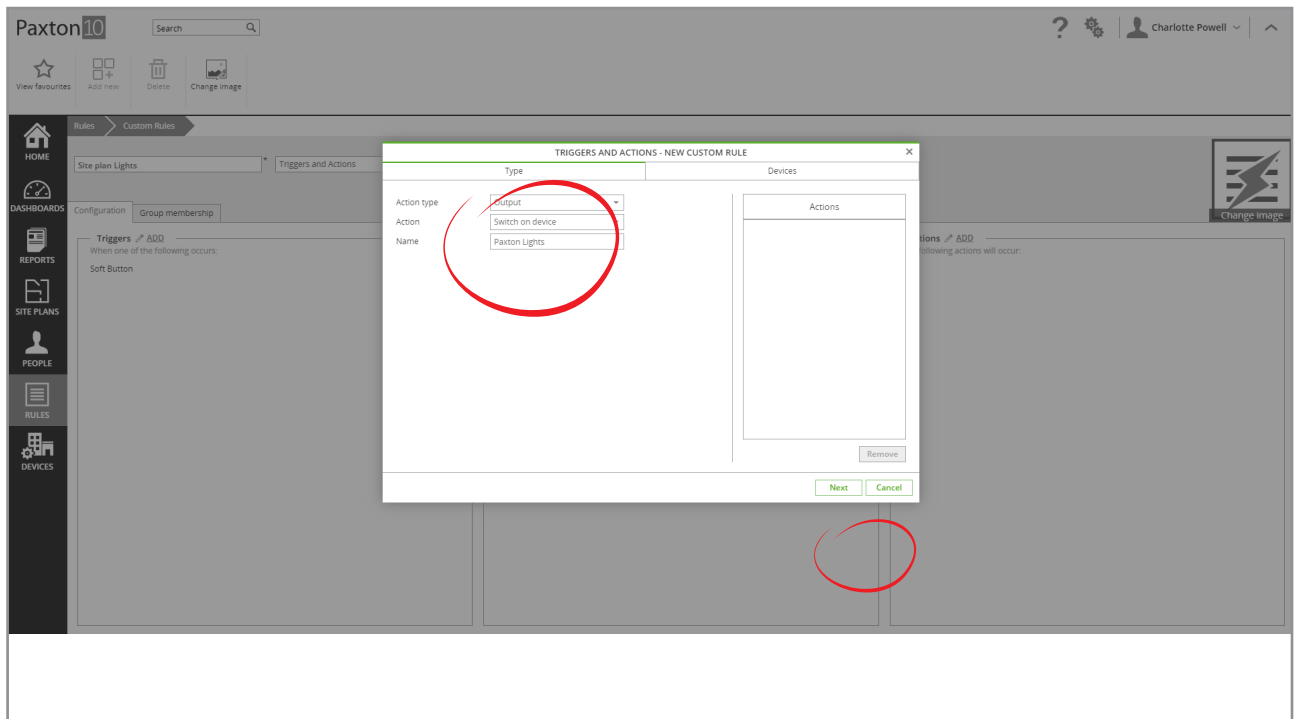 Paxton 10
Search
?
Charlotte Powell
View favourites
Add new
Delete
Change image
HOME
DASHBOARDS
REPORTS
SITE PLANS
PEOPLE
RULES
DEVICES
Rules
Custom Rules
Site plan Lights
*
Triggers and Actions
Change image
Configuration
Group membership
Triggers ADD
When one of the following occurs:
Soft Button
tions ADD
following actions will occur:
TRIGGERS AND ACTIONS - NEW CUSTOM RULE
Type
Devices
Action type
Output
Action
Switch on device
Name
Paxton Lights
Actions
Remove
Next
Cancel